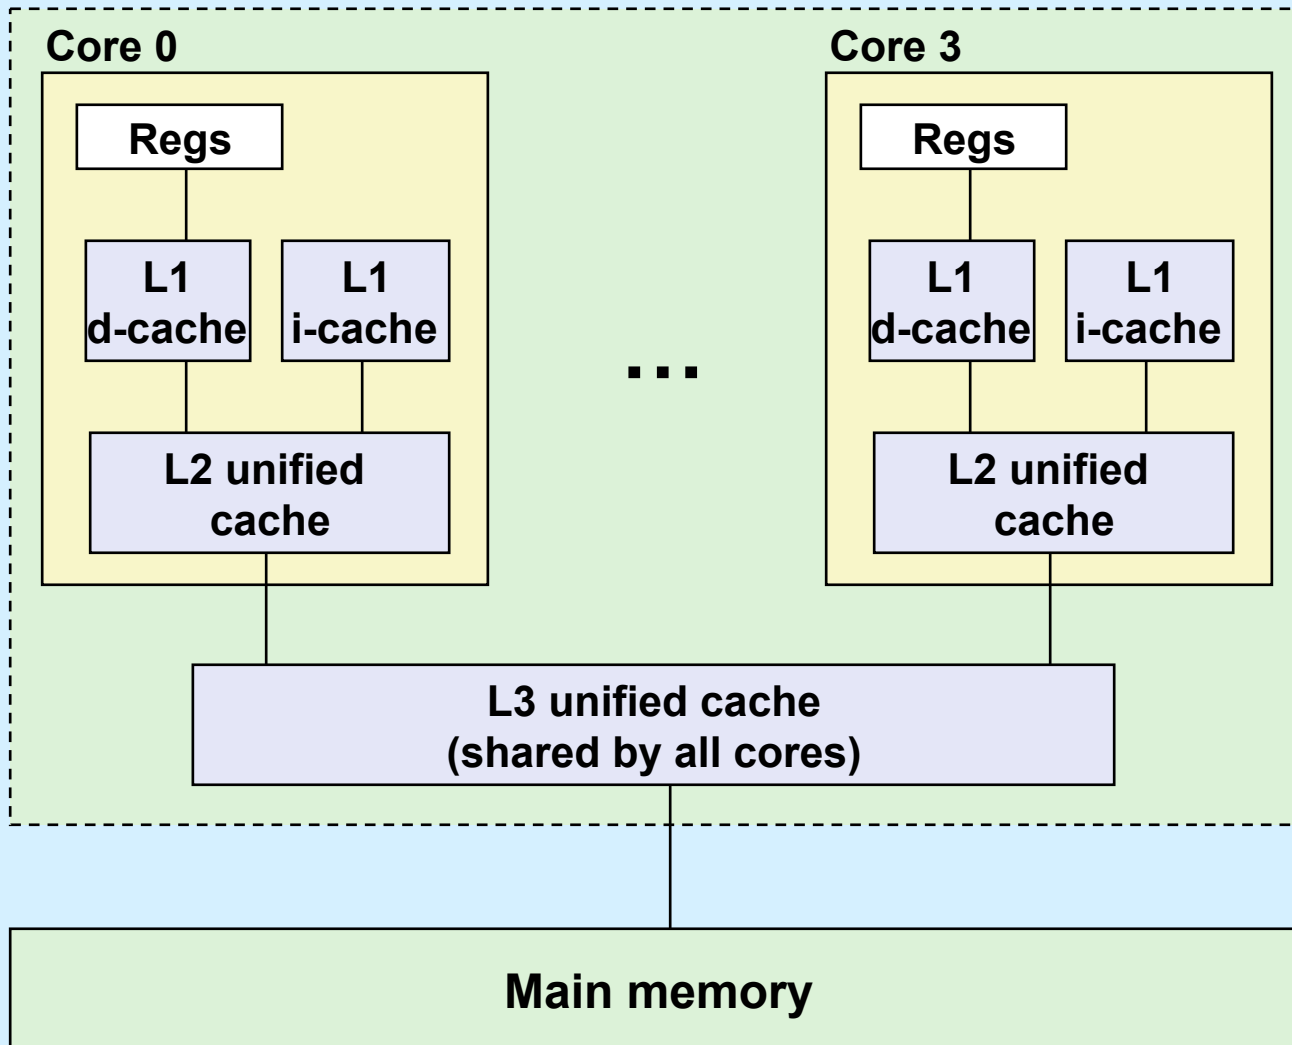 Core 0
Regs
L1
d-cache
L1
i-cache
L2 unified
cache
...
Core 3
Regs
L1
d-cache
L1
i-cache
L2 unified
cache
L3 unified cache
(shared by all cores)
Main memory